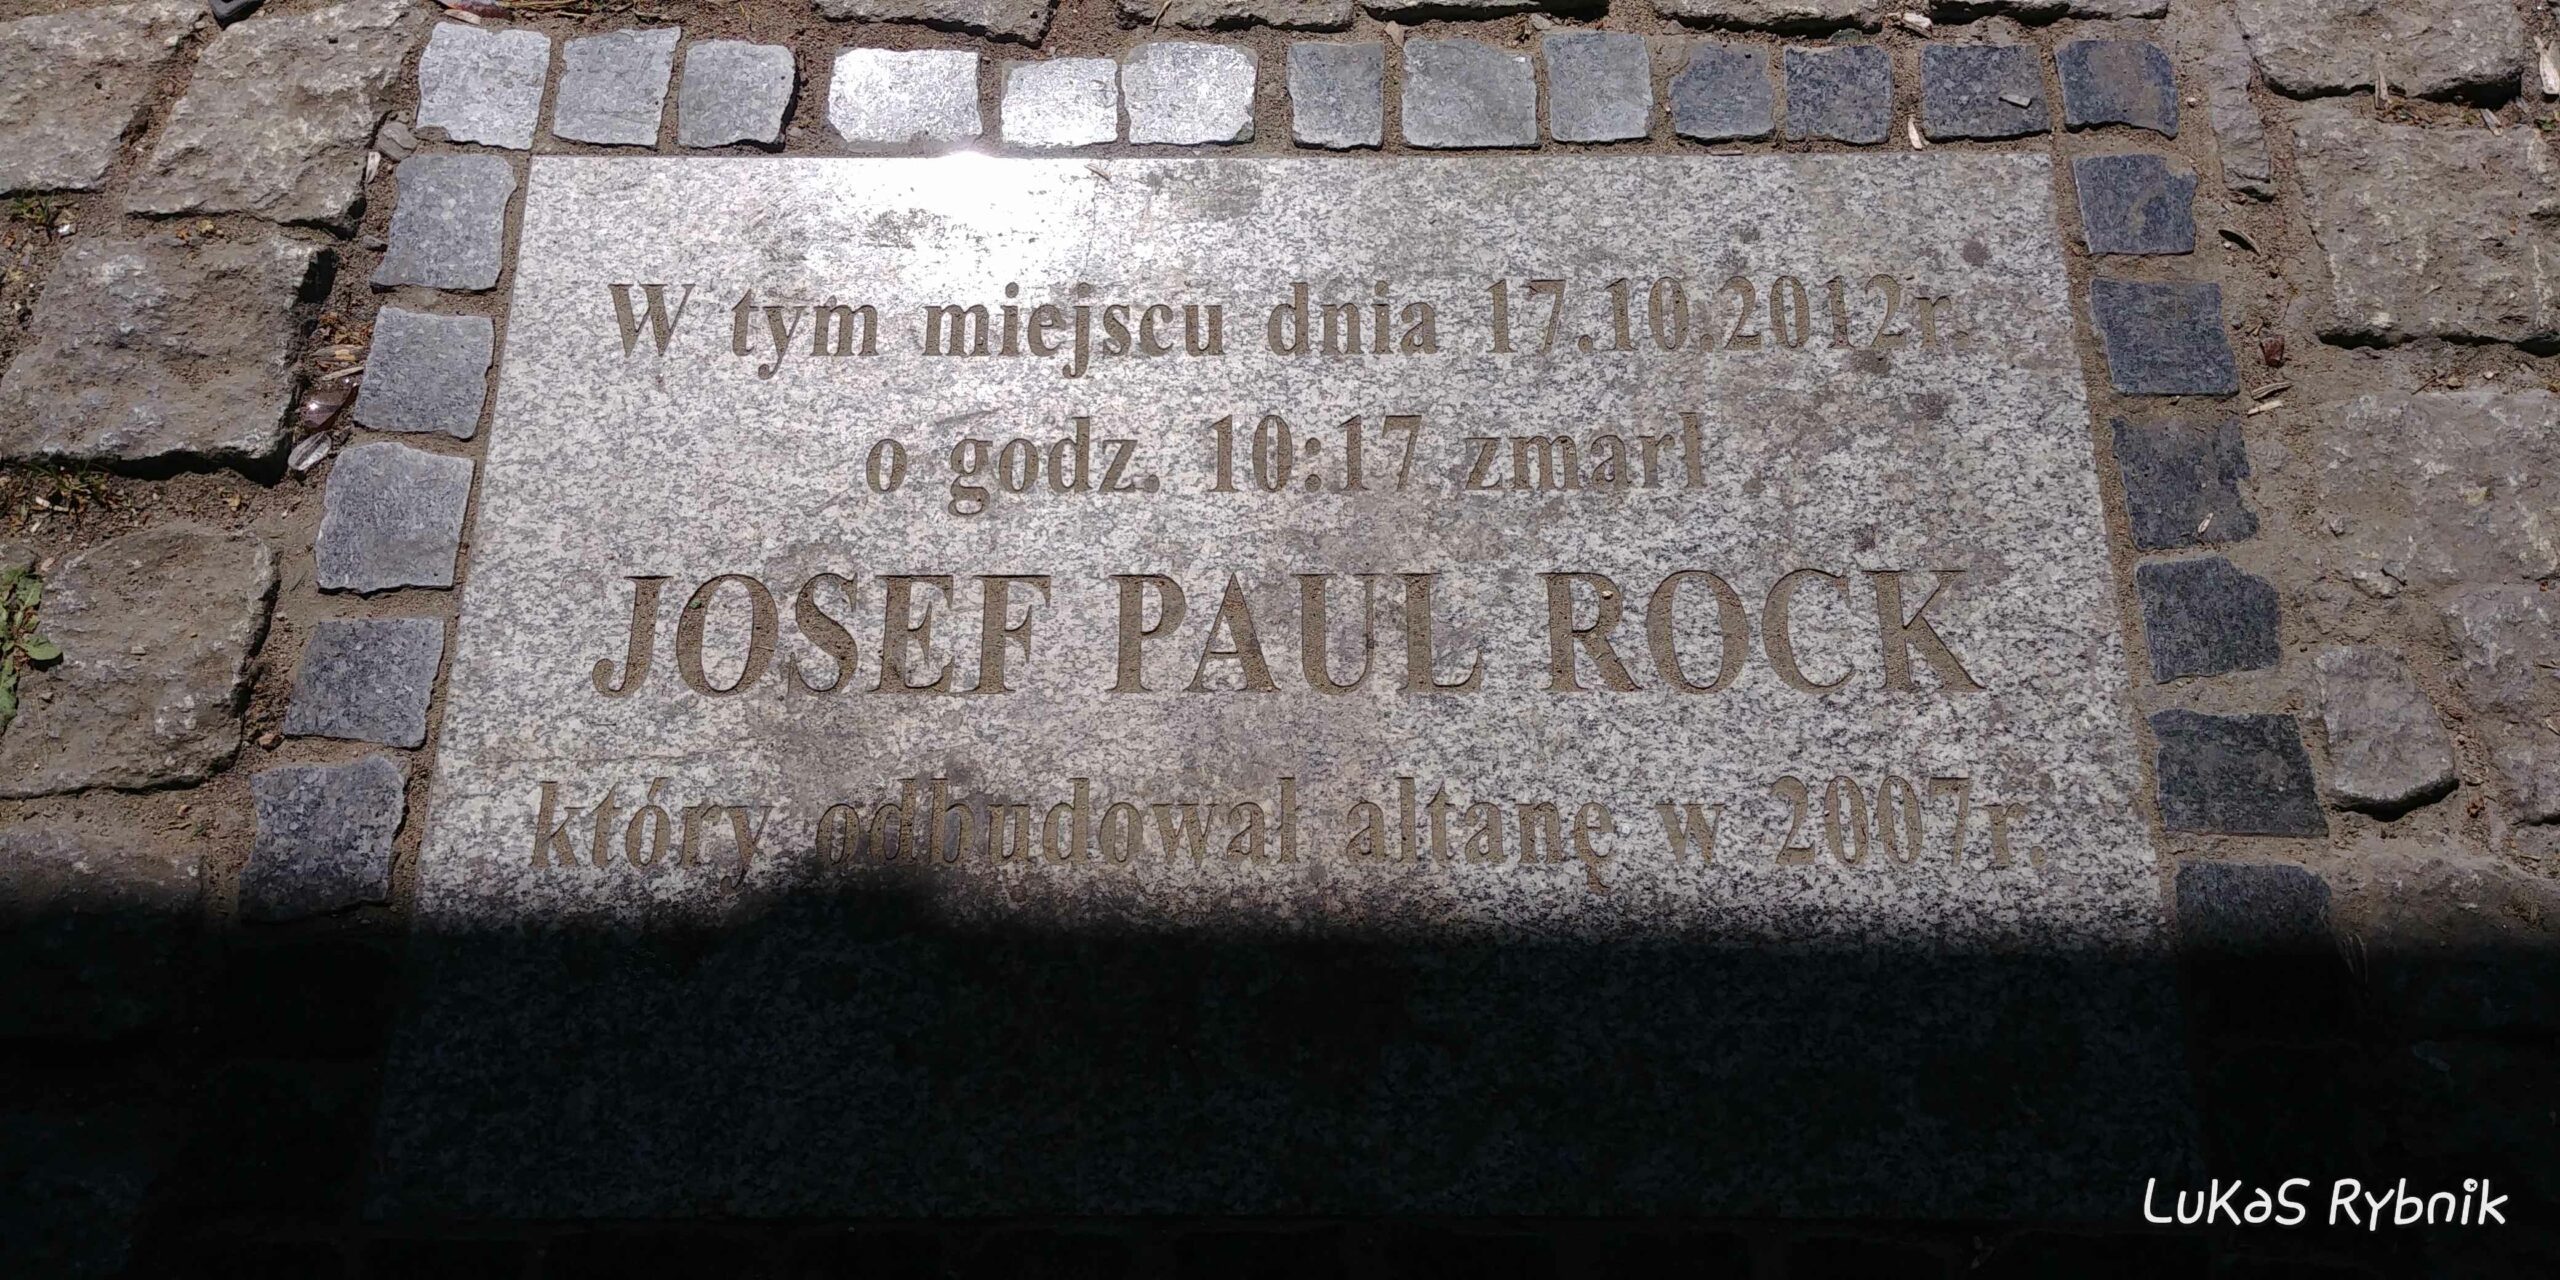 W tym miejscu dnia 17.10.2012r.
o godz. 10:17 zmarł
JOSEF PAUL ROCK
który odbudował altanę w 2007r.
LuKaS Rybnik